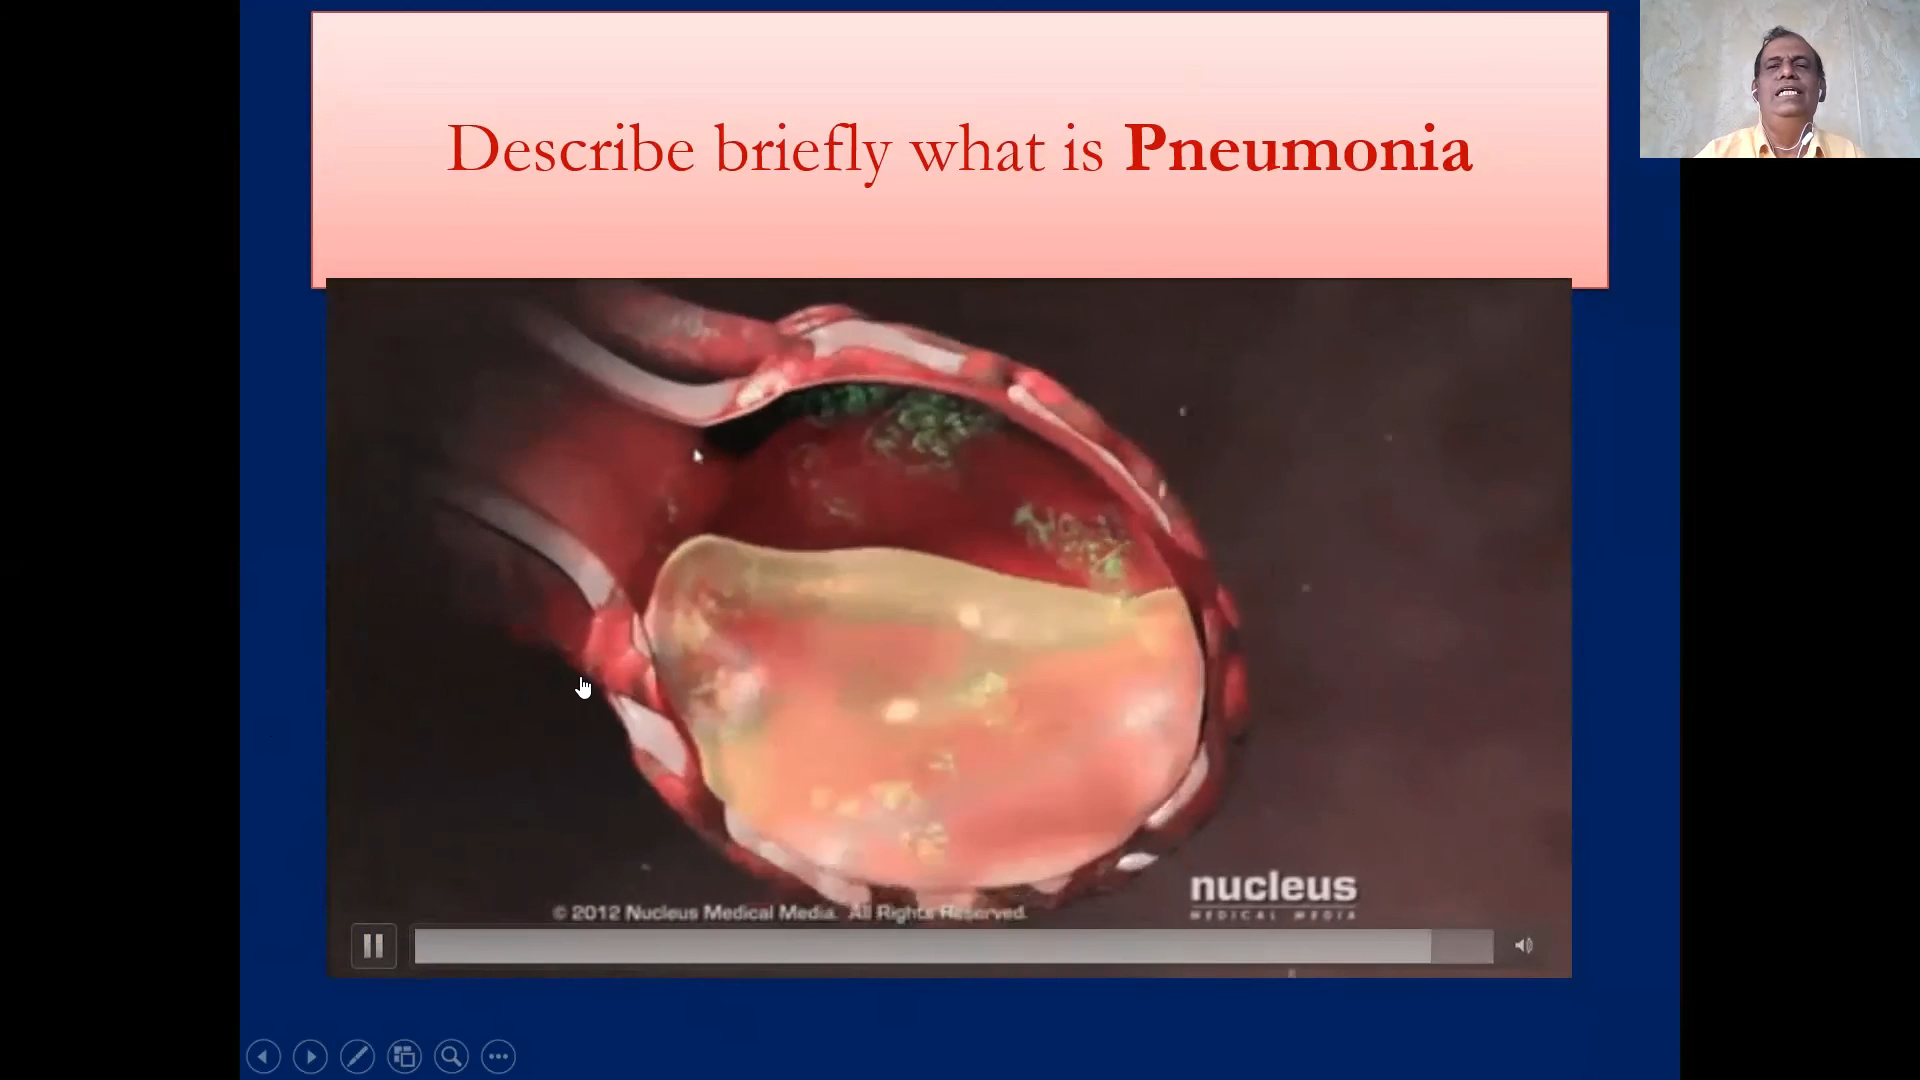 Describe briefly what is Pneumonia
nucleus
MEDICAL MEDIA
© 2012 Nucleus Medical Media. All Rights Reserved.